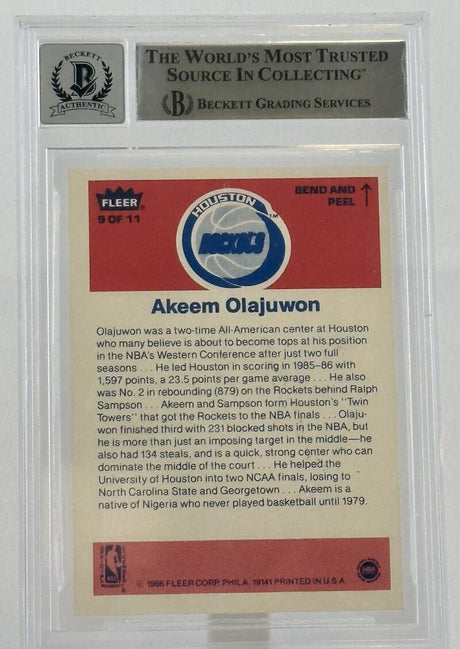 BECKETT
B
AUTHENTIC
THE WORLD'S MOST TRUSTED
SOURCE IN COLLECTING™
B BECKETT GRADING SERVICES
FLEER®
9 OF 11
HOUSTON
ROCKETS
TM
BEND AND
PEEL
Akeem Olajuwon
Olajuwon was a two-time All-American center at Houston
who many believe is about to become tops at his position
in the NBA's Western Conference after just two full
seasons . . . He led Houston in scoring in 1985-86 with
1,597 points, a 23.5 points per game average . . . He also
was No. 2 in rebounding (879) on the Rockets behind Ralph
Sampson . . . Akeem and Sampson form Houston's "Twin
Towers" that got the Rockets to the NBA finals . . . Olaju-
won finished third with 231 blocked shots in the NBA, but
he is more than just an imposing target in the middle—he
also had 134 steals, and is a quick, strong center who can
dominate the middle of the court . . . He helped the
University of Houston into two NCAA finals, losing to
North Carolina State and Georgetown . . . Akeem is a
native of Nigeria who never played basketball until 1979.
© 1986 FLEER CORP. PHILA. 19141 PRINTED IN U.S.A.
NBA